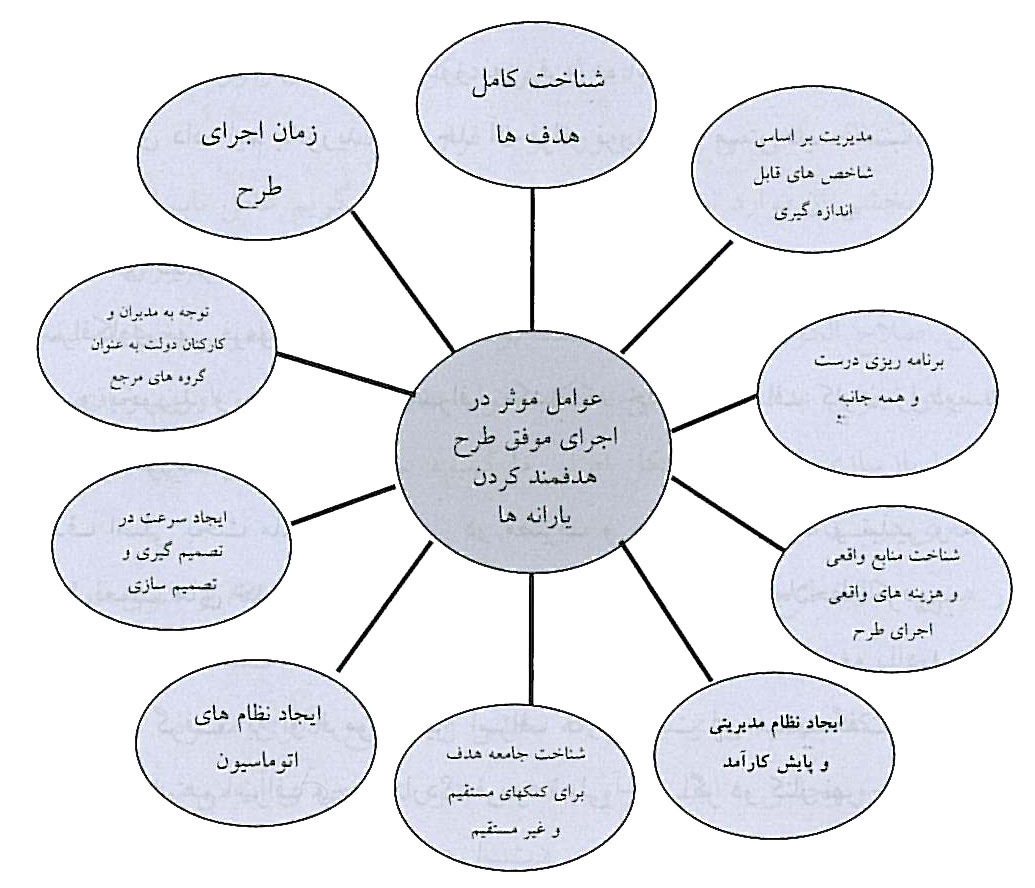 شناخت کامل
هدف ها
مدیریت بر اساس
شاخص های قابل
اندازه گیری
برنامه ریزی درست
و همه جانبه
شناخت منابع واقعی
و هزینه های واقعی
اجرای طرح
ایجاد نظام مدیریتی
و پایش کارآمد
شناخت جامعه هدف
برای کمکهای مستقیم
و غیر مستقیم
ایجاد نظام های
اتوماسیون
ایجاد سرعت در
تصمیم گیری و
تصمیم سازی
توجه به مدیران و
کارکنان دولت به عنوان
گروه های مرجع
زمان اجرای
طرح
عوامل موثر در
اجرای موفق طرح
هدفمند کردن
یارانه ها